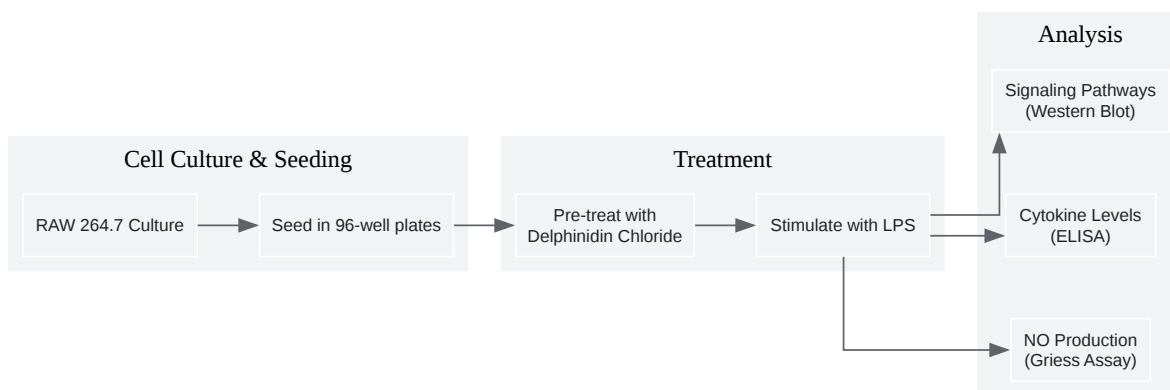 Cell Culture & Seeding
RAW 264.7 Culture
Seed in 96-well plates
Treatment
Pre-treat with
Delphinidin Chloride
Stimulate with LPS
Analysis
Signaling Pathways
(Western Blot)
Cytokine Levels
(ELISA)
NO Production
(Griess Assay)